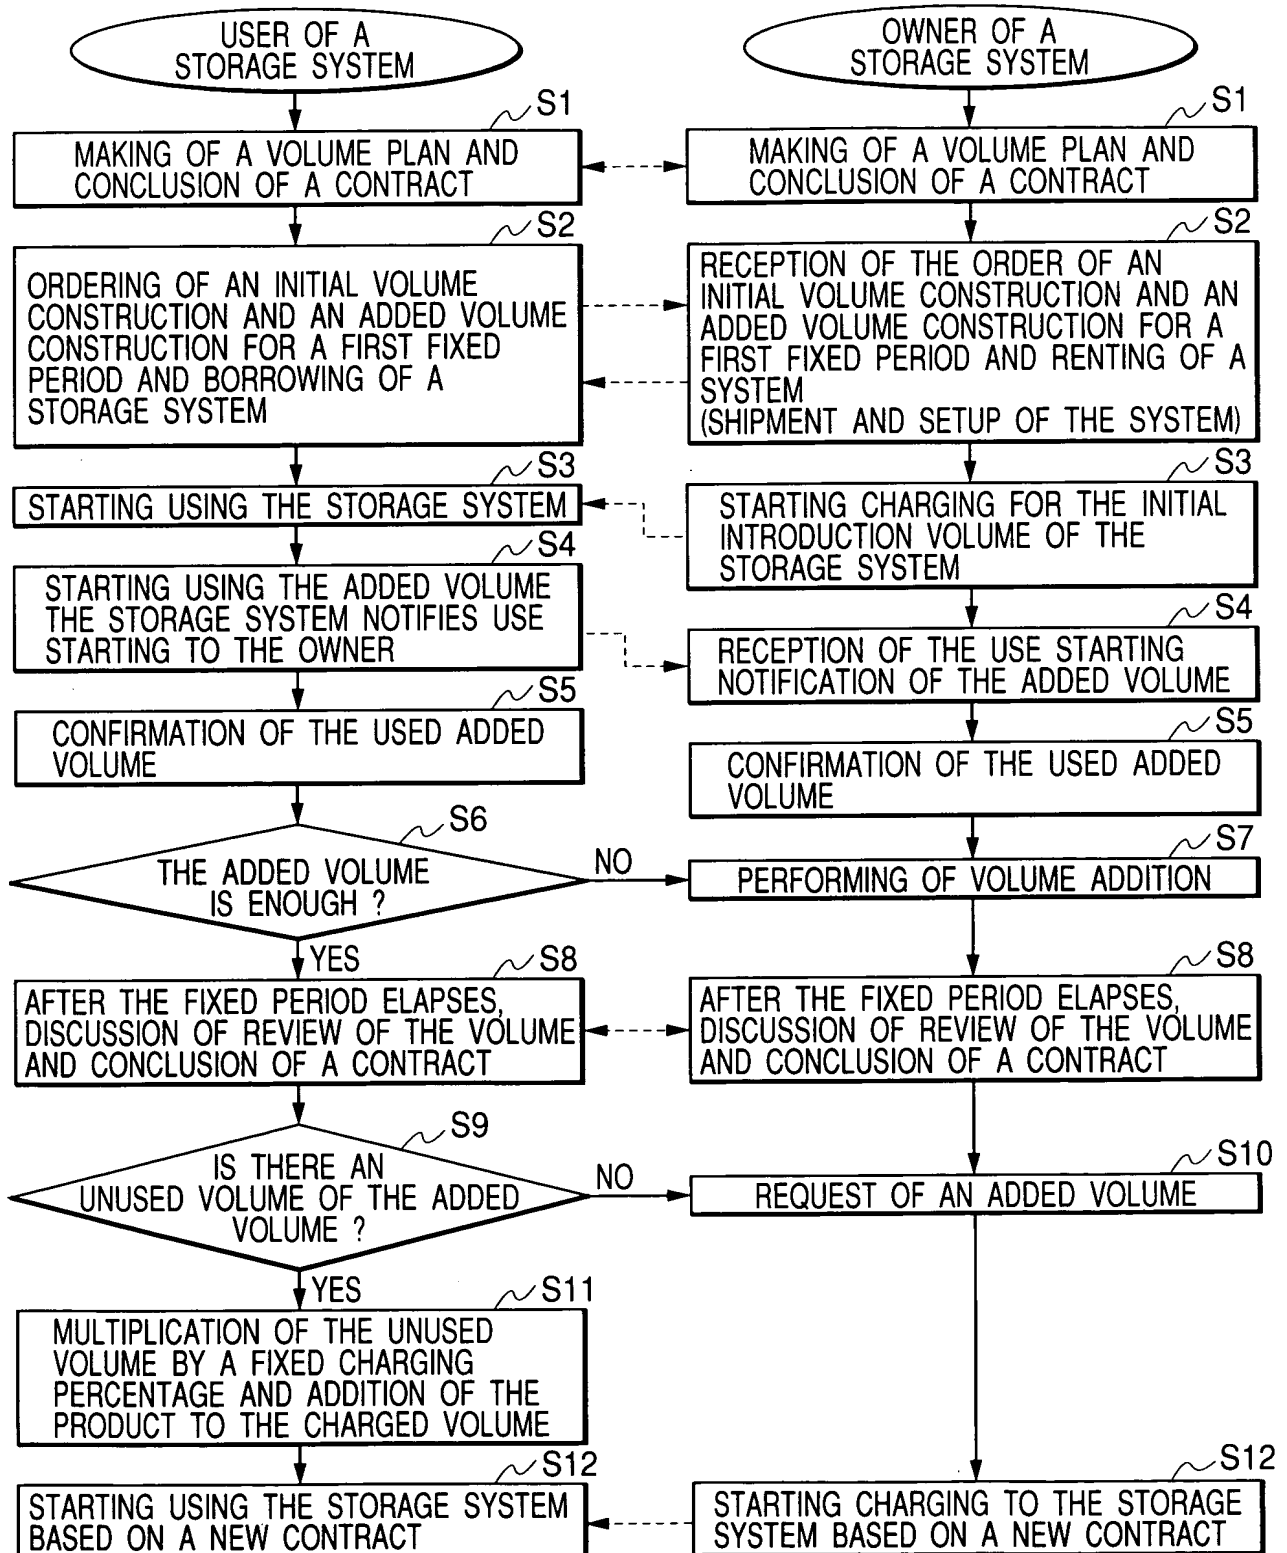 USER OF A
STORAGE SYSTEM
OWNER OF A
STORAGE SYSTEM
S1
MAKING OF A VOLUME PLAN AND
CONCLUSION OF A CONTRACT
S1
MAKING OF A VOLUME PLAN AND
CONCLUSION OF A CONTRACT
S2
ORDERING OF AN INITIAL VOLUME
CONSTRUCTION AND AN ADDED VOLUME
CONSTRUCTION FOR A FIRST FIXED
PERIOD AND BORROWING OF A
STORAGE SYSTEM
S2
RECEPTION OF THE ORDER OF AN
INITIAL VOLUME CONSTRUCTION AND AN
ADDED VOLUME CONSTRUCTION FOR A
FIRST FIXED PERIOD AND RENTING OF A
SYSTEM
(SHIPMENT AND SETUP OF THE SYSTEM)
S3
STARTING USING THE STORAGE SYSTEM
S3
STARTING CHARGING FOR THE INITIAL
INTRODUCTION VOLUME OF THE
STORAGE SYSTEM
S4
STARTING USING THE ADDED VOLUME
THE STORAGE SYSTEM NOTIFIES USE
STARTING TO THE OWNER
S4
RECEPTION OF THE USE STARTING
NOTIFICATION OF THE ADDED VOLUME
S5
CONFIRMATION OF THE USED ADDED
VOLUME
S5
CONFIRMATION OF THE USED ADDED
VOLUME
S6
THE ADDED VOLUME
IS ENOUGH ?
NO
YES
S7
PERFORMING OF VOLUME ADDITION
S8
AFTER THE FIXED PERIOD ELAPSES,
DISCUSSION OF REVIEW OF THE VOLUME
AND CONCLUSION OF A CONTRACT
S8
AFTER THE FIXED PERIOD ELAPSES,
DISCUSSION OF REVIEW OF THE VOLUME
AND CONCLUSION OF A CONTRACT
S9
IS THERE AN
UNUSED VOLUME OF THE ADDED
VOLUME ?
NO
YES
S10
REQUEST OF AN ADDED VOLUME
S11
MULTIPLICATION OF THE UNUSED
VOLUME BY A FIXED CHARGING
PERCENTAGE AND ADDITION OF THE
PRODUCT TO THE CHARGED VOLUME
S12
STARTING USING THE STORAGE SYSTEM
BASED ON A NEW CONTRACT
S12
STARTING CHARGING TO THE STORAGE
SYSTEM BASED ON A NEW CONTRACT